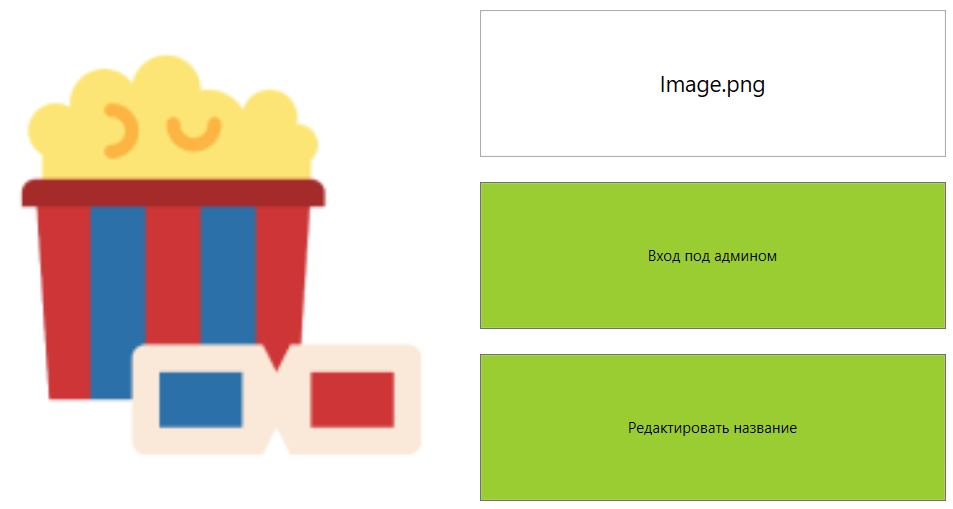 Image.png
Вход под админом
Редактировать название